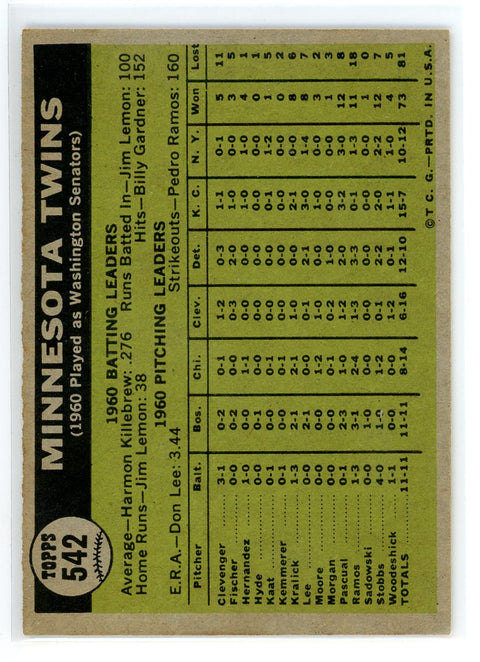 TOPPS
542
MINNESOTA TWINS
(1960 Played as Washington Senators)
1960 BATTING LEADERS
Average—Harmon Killebrew: .276 Runs Batted In—Jim Lemon: 100
Home Runs—Jim Lemon: 38 Hits—Billy Gardner: 152
1960 PITCHING LEADERS
E.R.A.—Don Lee: 3.44 Strikeouts—Pedro Ramos: 160
Pitcher Balt. Bos. Chi. Clev. Det. K. C. N. Y. Won Lost
Clevenger 3-1 0-2 0-1 1-2 0-3 1-1 0-1 5 11
Fischer 0-0 0-2 0-0 0-3 2-0 1-0 0-0 3 5
Hernandez 1-0 0-0 1-1 0-0 0-0 1-0 1-0 4 1
Hyde 0-0 0-1 0-0 0-0 0-0 0-0 0-0 0 1
Kaat 0-1 0-0 0-1 0-1 0-0 0-0 1-2 1 5
Kemmerer 0-1 0-0 0-1 0-0 0-0 0-0 0-0 0 2
Kralick 1-3 2-1 2-1 1-0 0-0 2-1 0-0 8 6
Lee 0-0 2-1 0-0 0-1 2-1 3-0 1-4 8 7
Moore 0-0 0-0 1-2 1-0 0-0 0-0 1-0 3 2
Morgan 0-0 0-0 0-1 0-2 1-0 0-0 0-0 1 3
Pascual 0-1 2-3 1-0 1-2 2-0 3-2 3-0 12 8
Ramos 1-3 3-1 2-4 1-3 3-3 0-1 1-3 11 18
Sadowski 0-0 1-0 0-0 0-0 0-0 0-0 0-0 1 0
Stobbs 4-0 1-0 1-2 0-1 2-2 2-0 2-2 12 7
Woodeshick 1-1 0-0 0-0 1-1 0-1 1-1 4 5
TOTALS 11-11 11-11 8-14 6-16 12-10 15-7 10-12 73 81
©T. C. G.—PRTD. IN U.S.A.